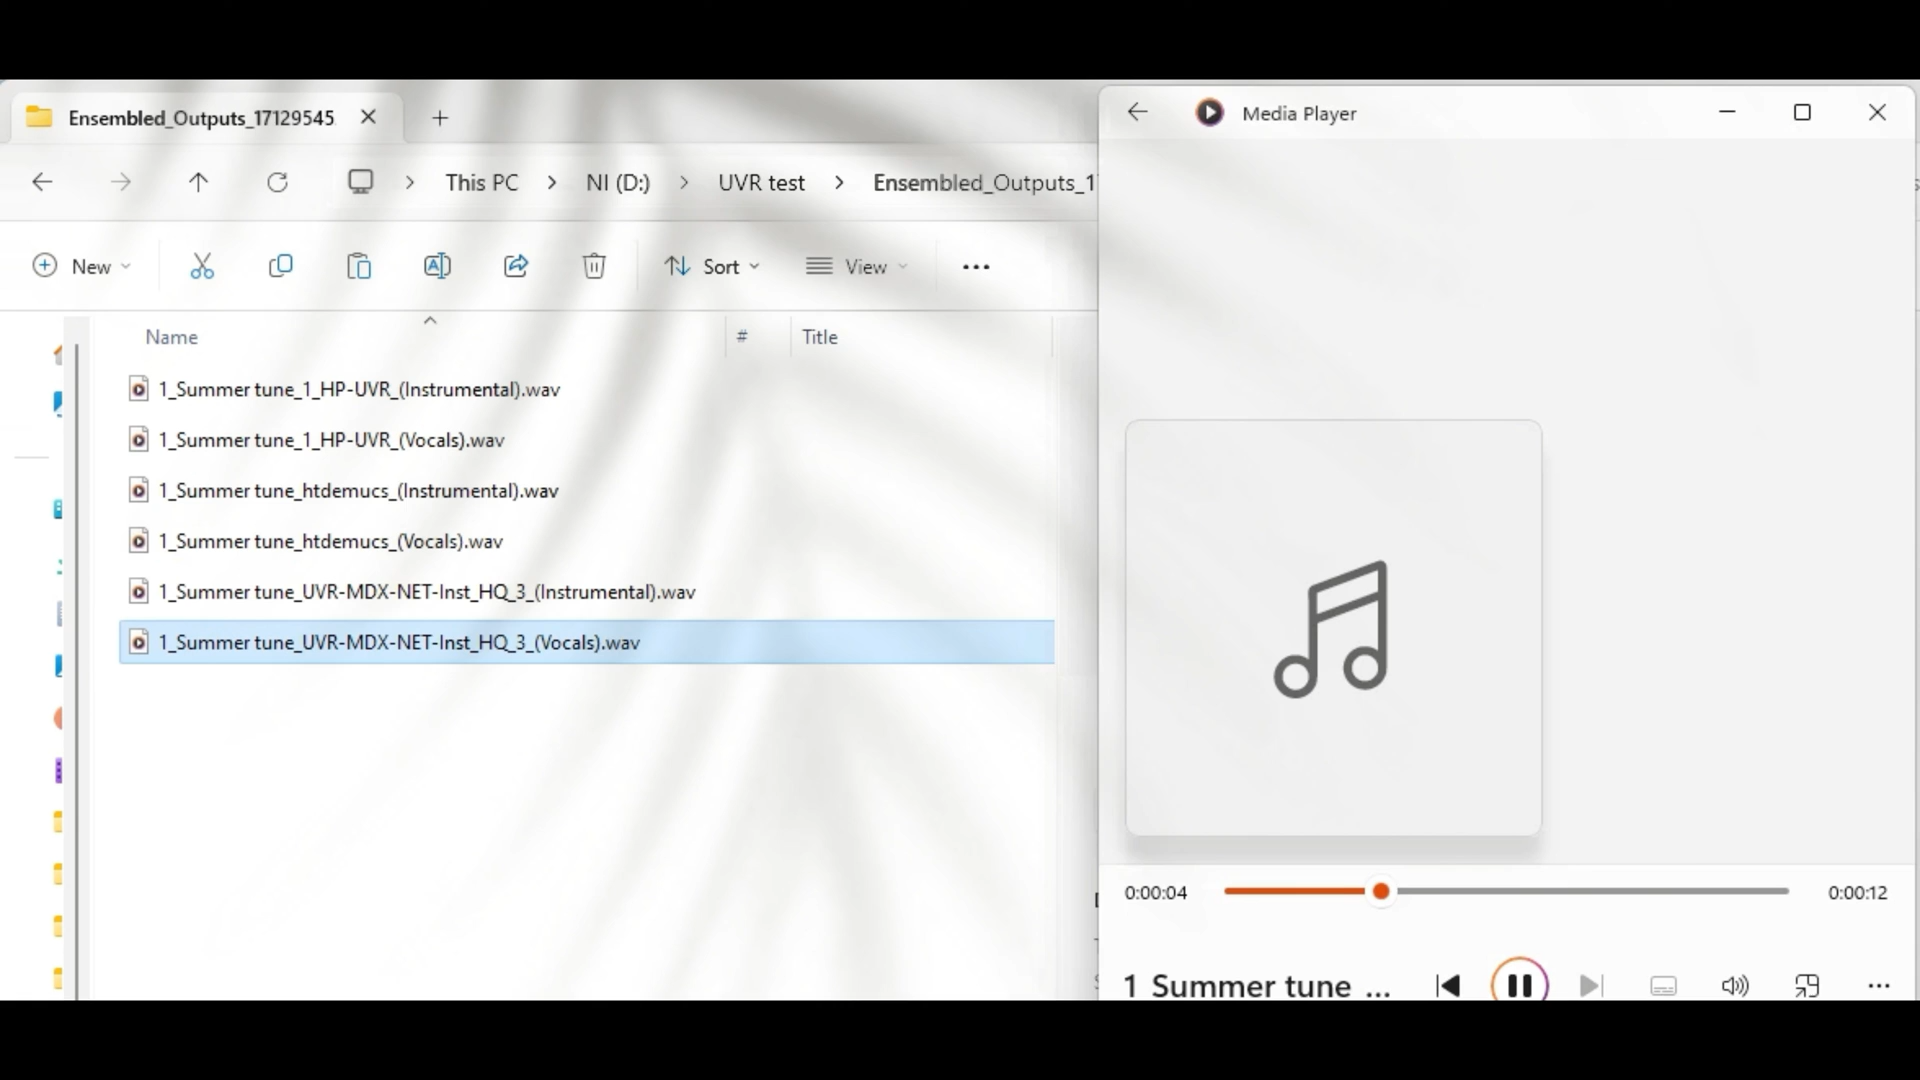 Ensembled_Outputs_17129545
This PC > NI (D:) > UVR test > Ensembled_Outputs_1
New
Sort
View
Name # Title
1_Summer tune_1_HP-UVR_(Instrumental).wav
1_Summer tune_1_HP-UVR_(Vocals).wav
1_Summer tune_htdemucs_(Instrumental).wav
1_Summer tune_htdemucs_(Vocals).wav
1_Summer tune_UVR-MDX-NET-Inst_HQ_3_(Instrumental).wav
1_Summer tune_UVR-MDX-NET-Inst_HQ_3_(Vocals).wav
Media Player
0:00:04
0:00:12
1_Summer tune ...